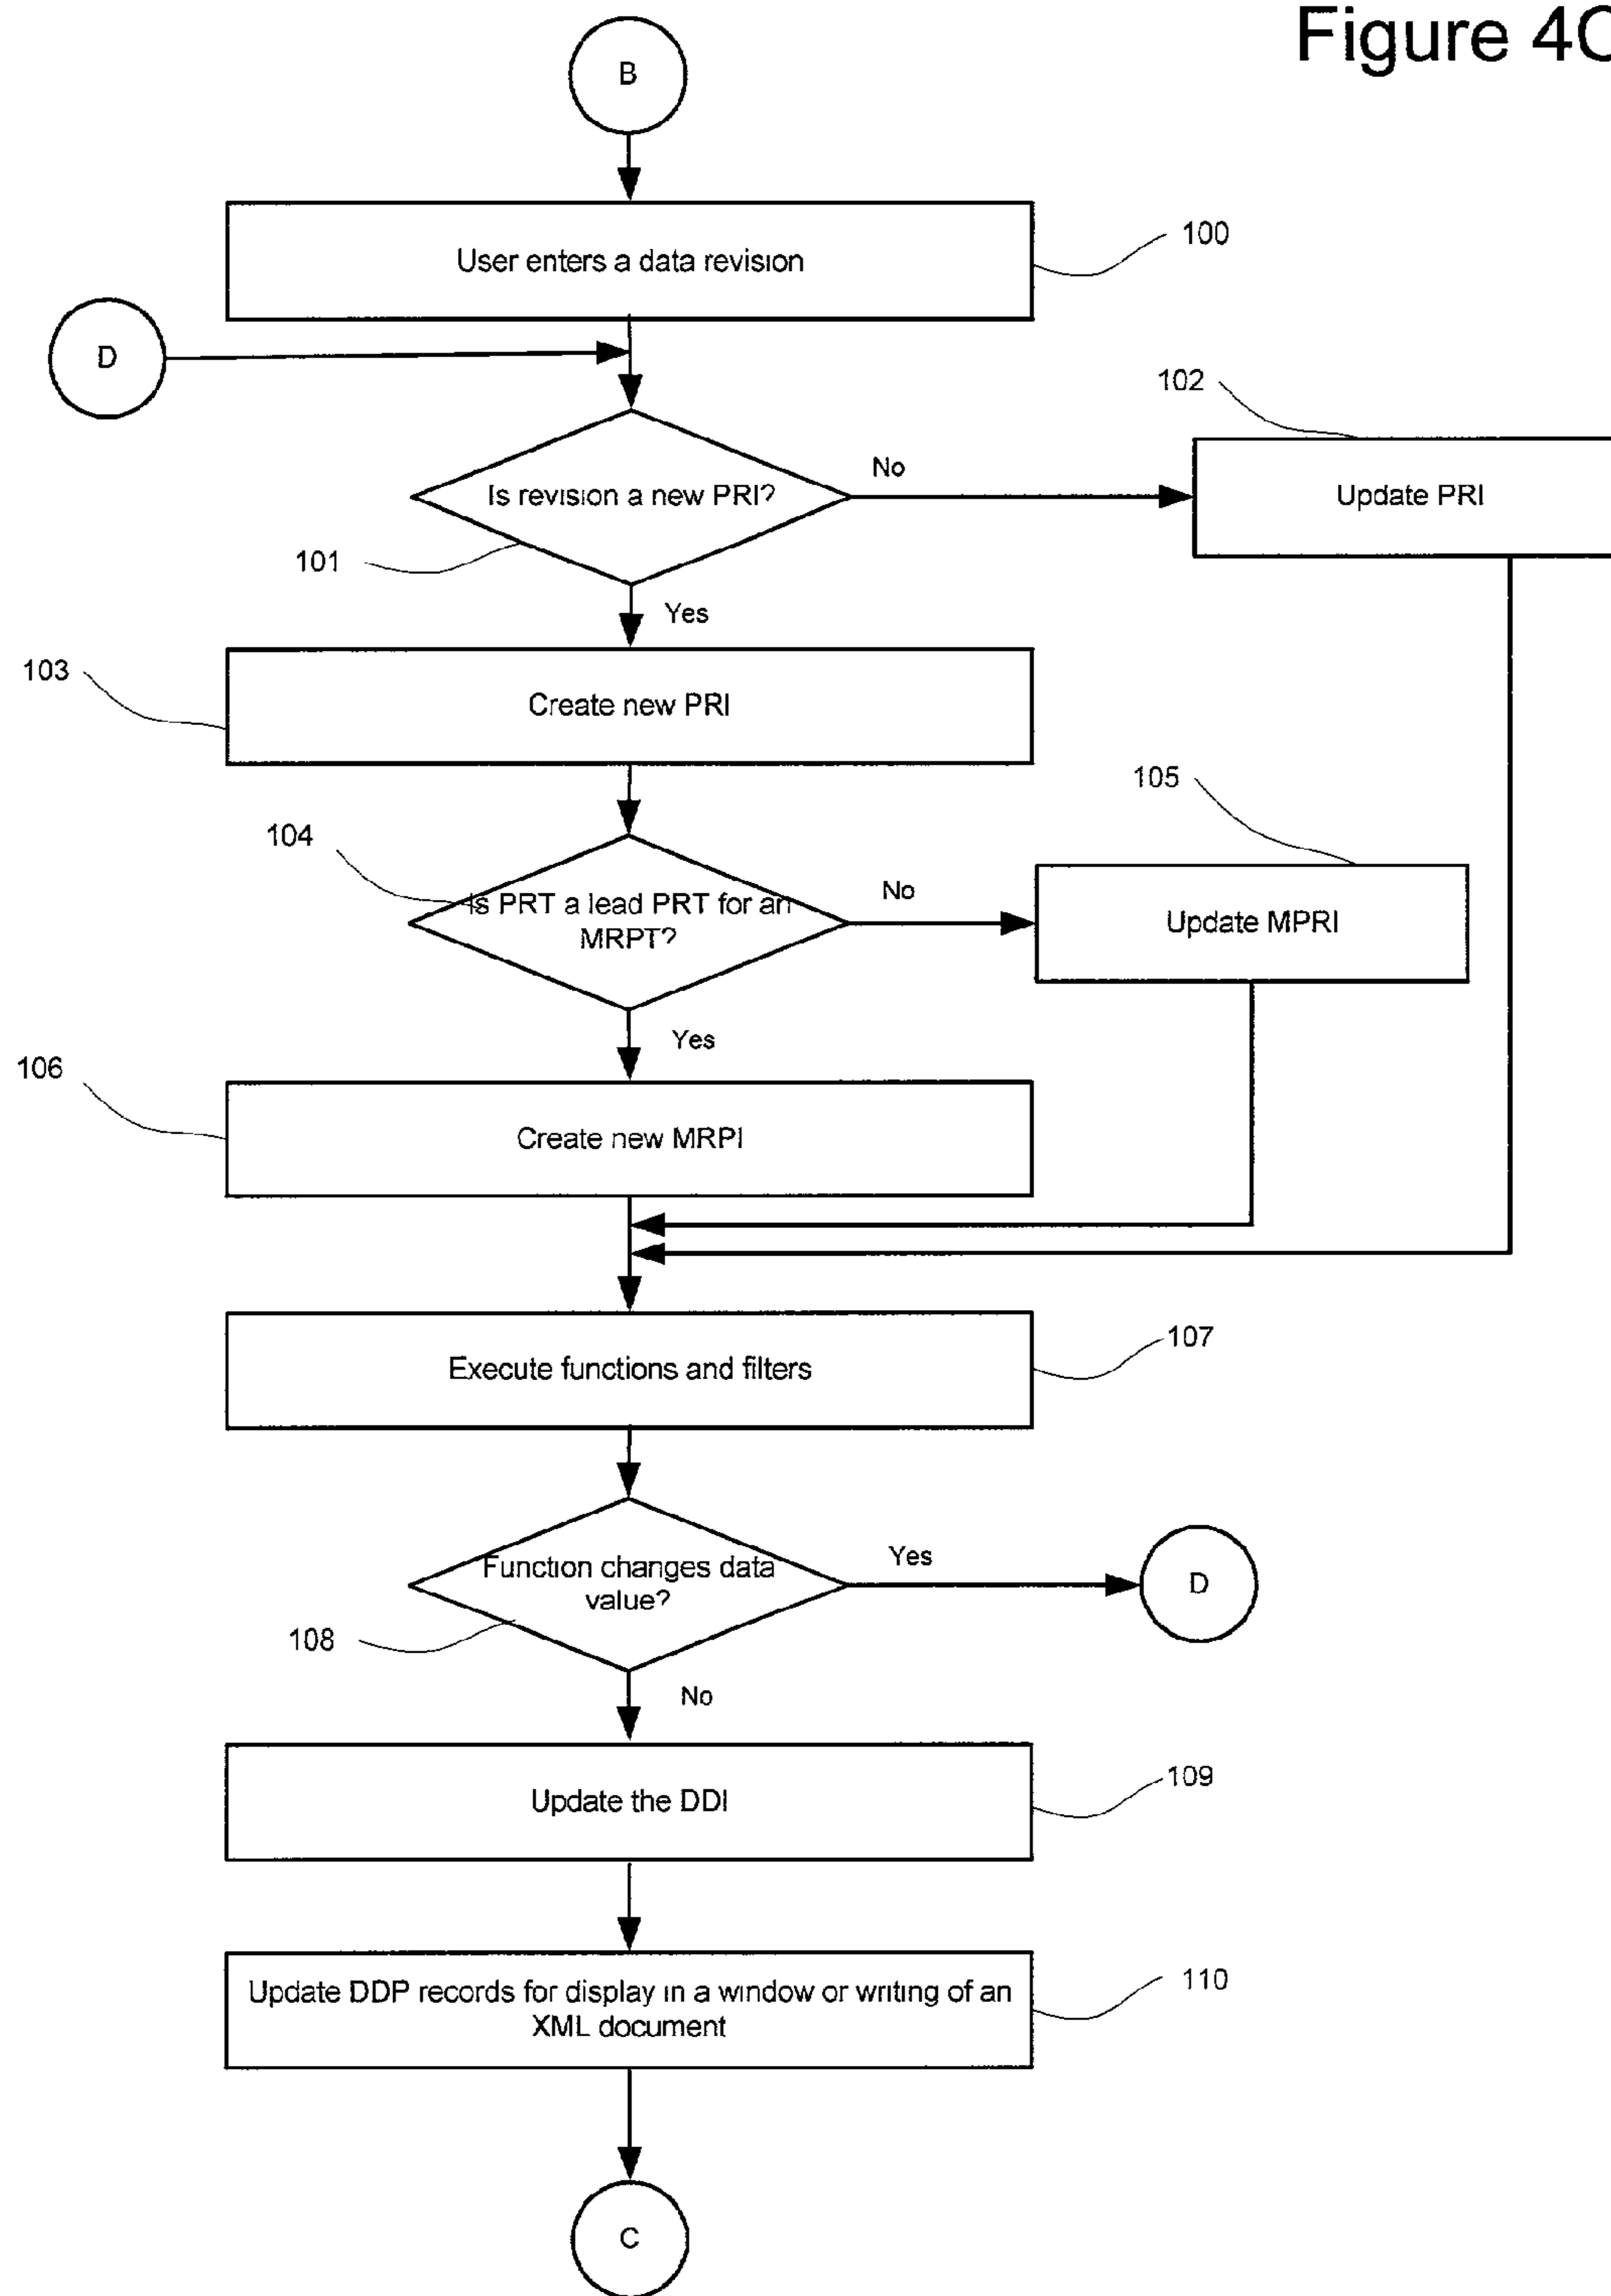 Figure 4C
B
User enters a data revision
100
D
102
Is revision a new PRI?
No
Update PRI
101
Yes
103
Create new PRI
105
104
Is PRT a lead PRT for an
MRPT?
No
Update MPRI
Yes
106
Create new MRPI
107
Execute functions and filters
Function changes data
value?
Yes
D
108
No
109
Update the DDI
110
Update DDP records for display in a window or writing of an
XML document
C